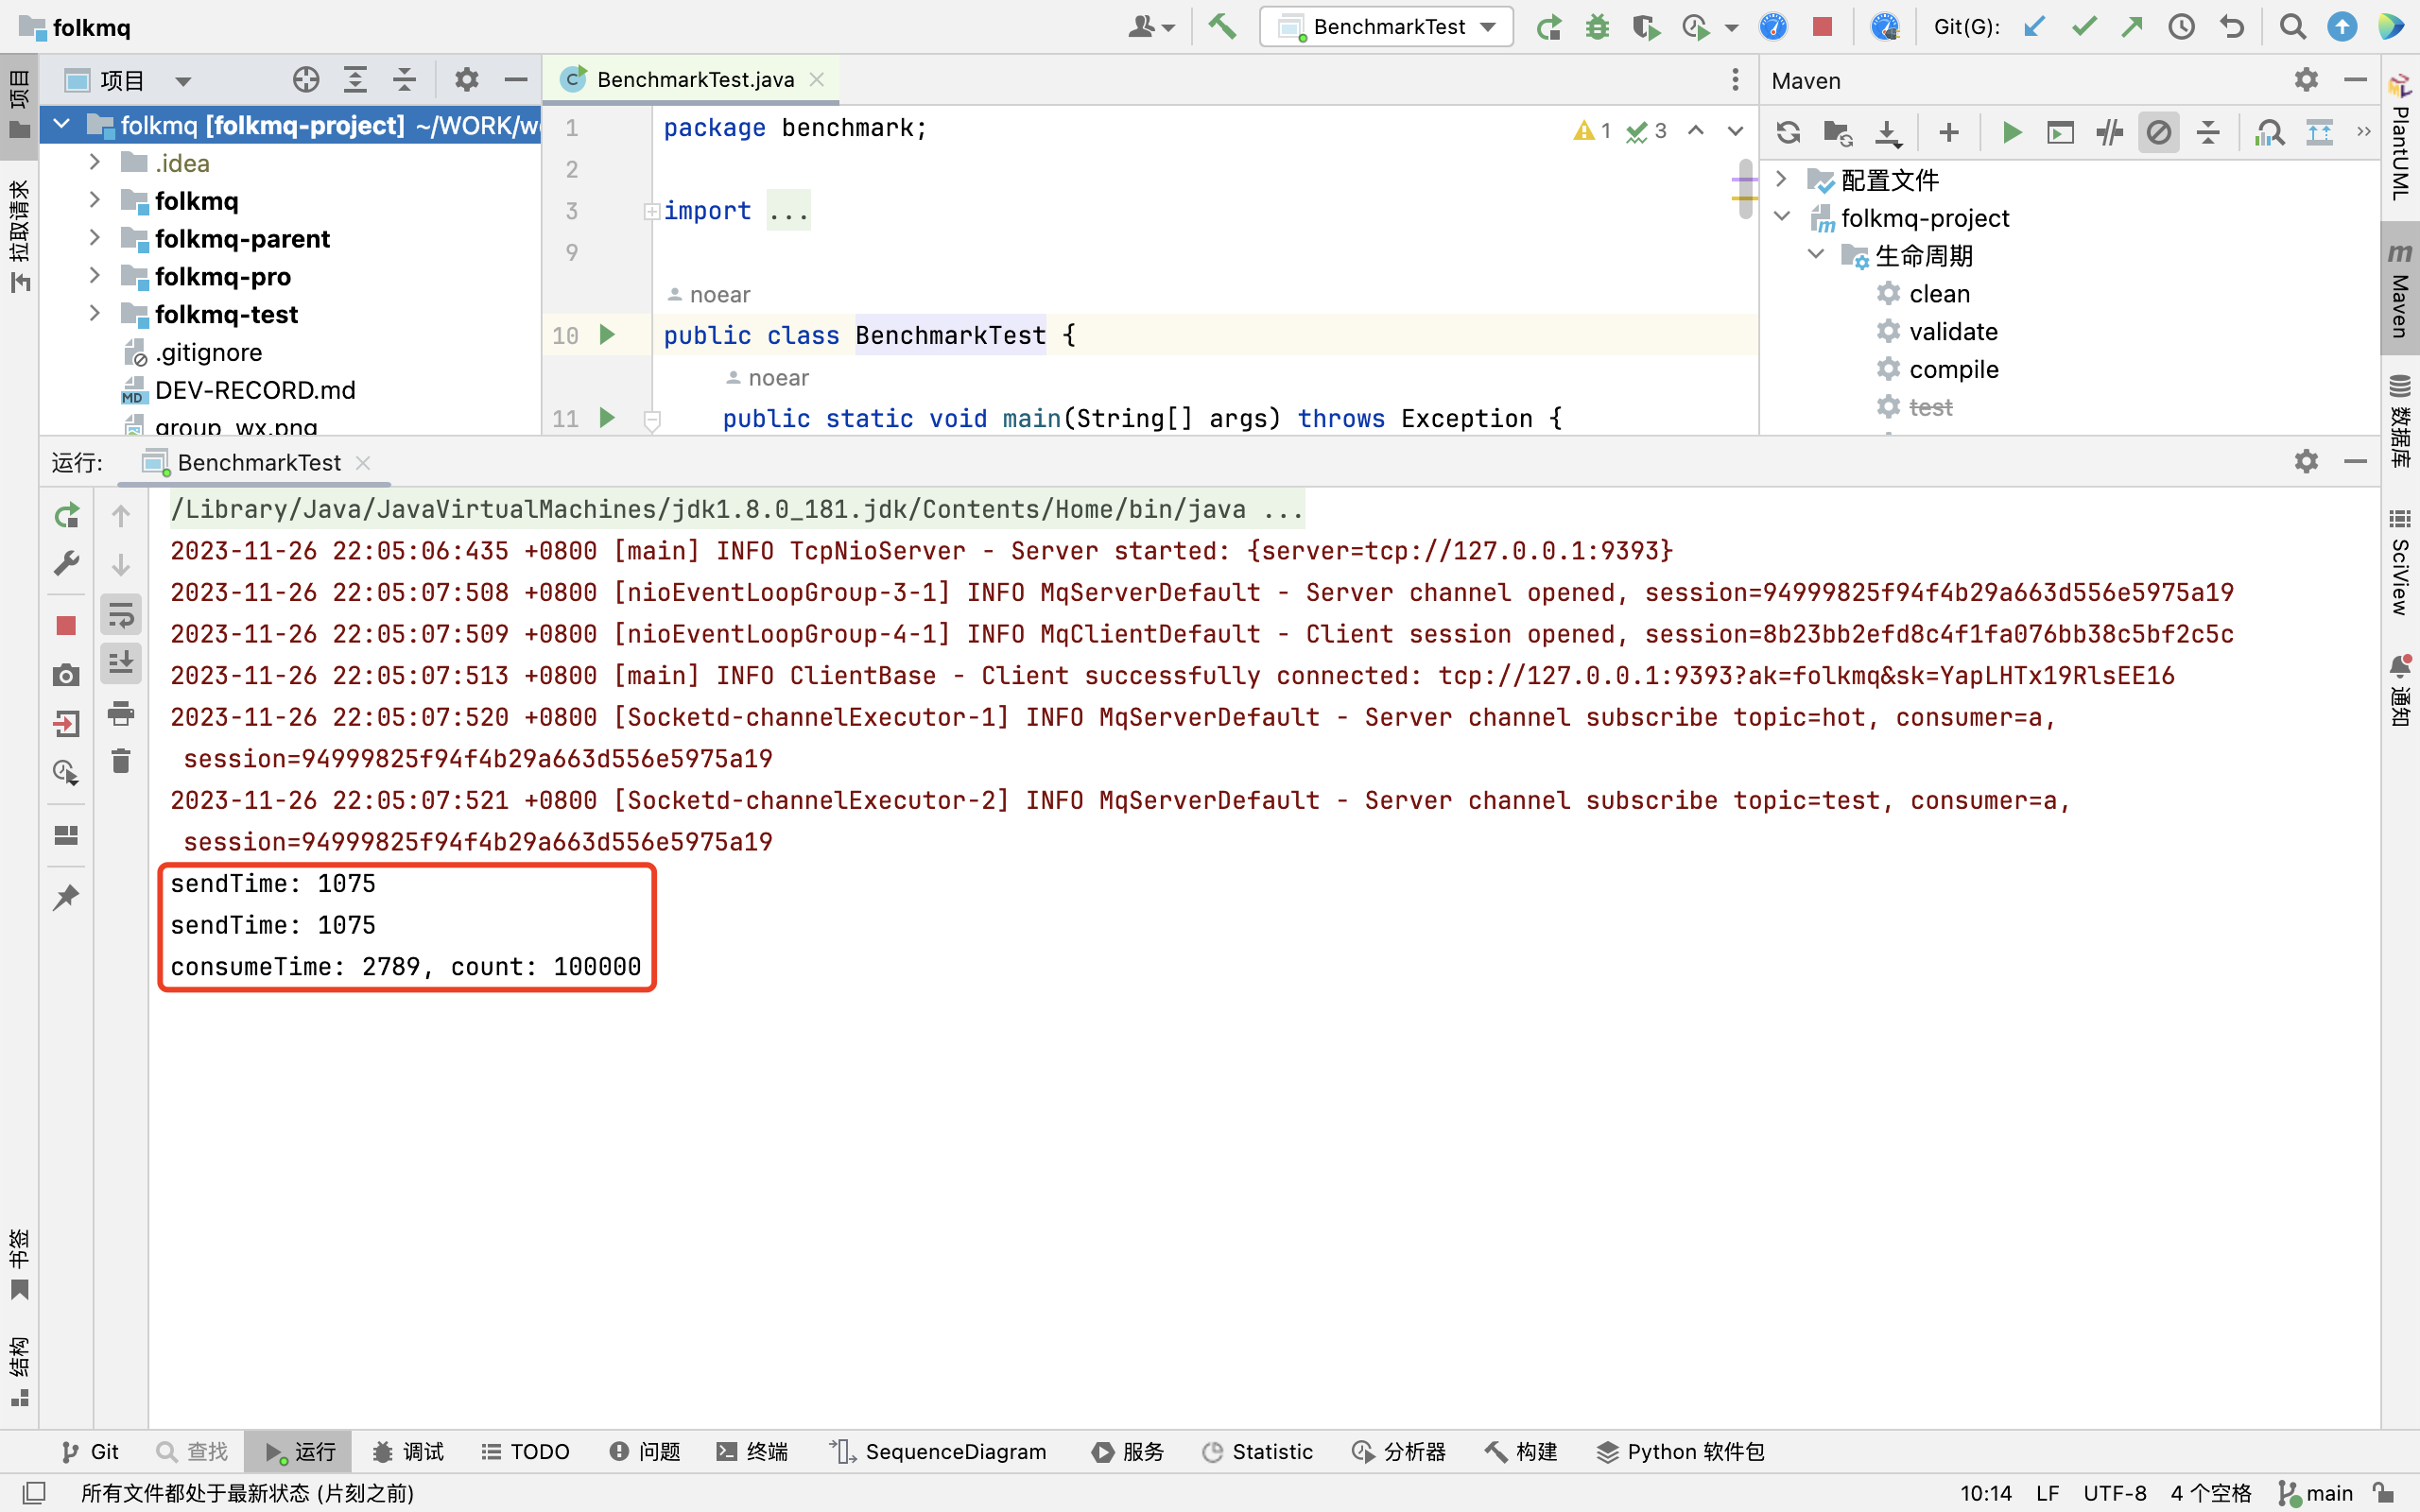 folkmq
BenchmarkTest
Git(G):
项目
BenchmarkTest.java
Maven
folkmq [folkmq-project] ~/WORK/w
.idea
folkmq
folkmq-parent
folkmq-pro
folkmq-test
.gitignore
MD DEV-RECORD.md
group_wx.png
1 package benchmark;
1 3
2
3 import ...
9
noear
10 public class BenchmarkTest {
noear
11 public static void main(String[] args) throws Exception {
配置文件
folkmq-project
生命周期
clean
validate
compile
test
项目
拉取请求
书签
结构
PlantUML
Maven
数据库
SciView
通知
运行: BenchmarkTest
/Library/Java/JavaVirtualMachines/jdk1.8.0_181.jdk/Contents/Home/bin/java ...
2023-11-26 22:05:06:435 +0800 [main] INFO TcpNioServer - Server started: {server=tcp://127.0.0.1:9393}
2023-11-26 22:05:07:508 +0800 [nioEventLoopGroup-3-1] INFO MqServerDefault - Server channel opened, session=94999825f94f4b29a663d556e5975a19
2023-11-26 22:05:07:509 +0800 [nioEventLoopGroup-4-1] INFO MqClientDefault - Client session opened, session=8b23bb2efd8c4f1fa076bb38c5bf2c5c
2023-11-26 22:05:07:513 +0800 [main] INFO ClientBase - Client successfully connected: tcp://127.0.0.1:9393?ak=folkmq&sk=YapLHTx19RlsEE16
2023-11-26 22:05:07:520 +0800 [Socketd-channelExecutor-1] INFO MqServerDefault - Server channel subscribe topic=hot, consumer=a,
session=94999825f94f4b29a663d556e5975a19
2023-11-26 22:05:07:521 +0800 [Socketd-channelExecutor-2] INFO MqServerDefault - Server channel subscribe topic=test, consumer=a,
session=94999825f94f4b29a663d556e5975a19
sendTime: 1075
sendTime: 1075
consumeTime: 2789, count: 100000
Git 查找 运行 调试 TODO 问题 终端 SequenceDiagram 服务 Statistic 分析器 构建 Python 软件包
所有文件都处于最新状态 (片刻之前)
10:14 LF UTF-8 4 个空格 main